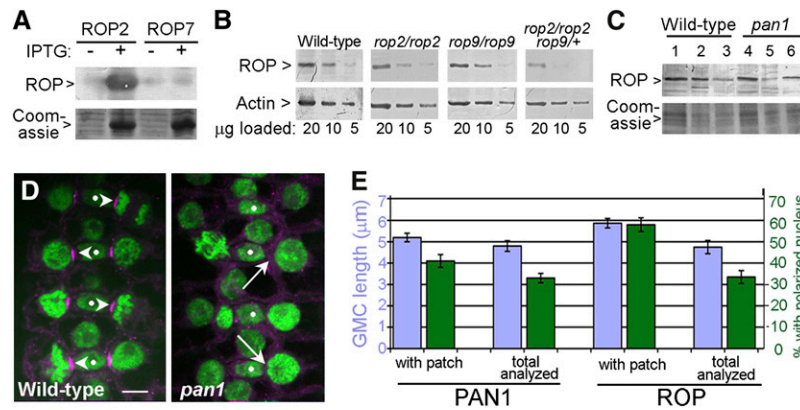 A
ROP2 ROP7
IPTG: - + - +
ROP >
Coom-
assie >
B
Wild-type rop2/rop2 rop9/rop9 rop2/rop2
rop9/+
ROP >
Actin >
μg loaded: 20 10 5 20 10 5 20 10 5 20 10 5
C
Wild-type pan1
1 2 3 4 5 6
ROP >
Coom-
assie >
D
Wild-type
pan1
E
GMC length (μm)
7
6
5
4
3
2
1
0
70
60
50
40
30
20
10
0
% with polarized nucleus
with patch total
analyzed with patch total
analyzed
PAN1 ROP